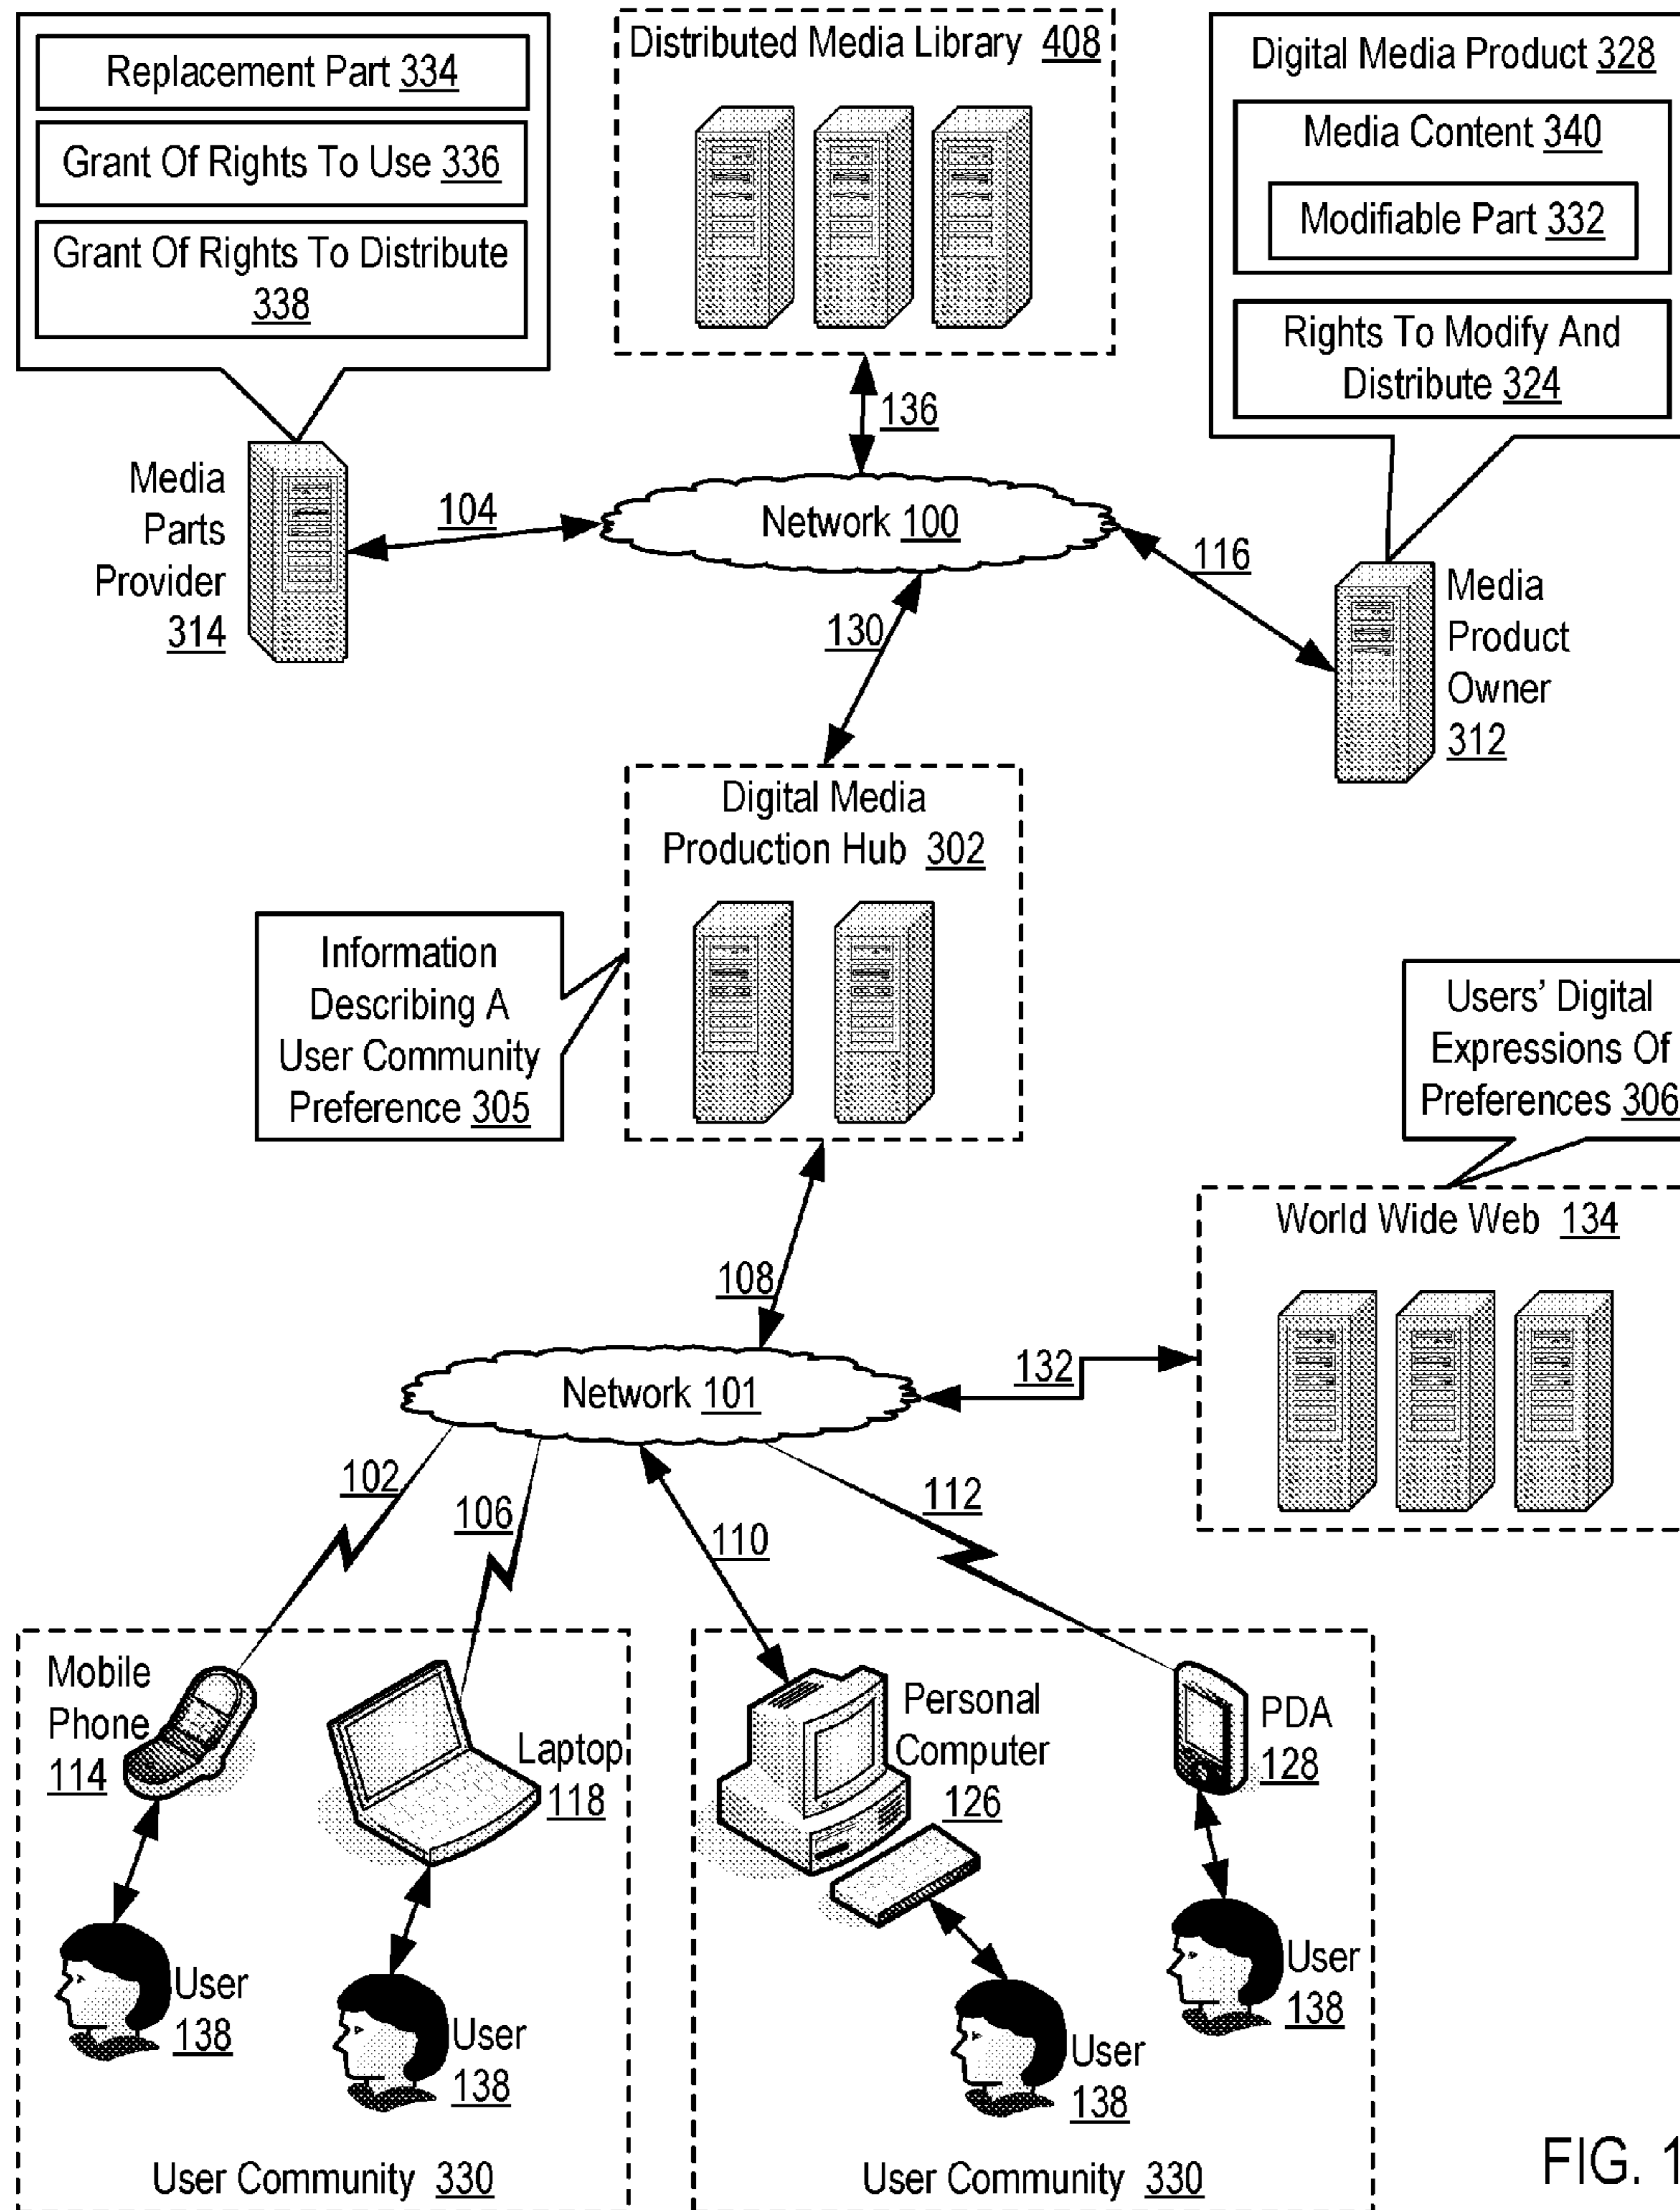 Replacement Part 334
Grant Of Rights To Use 336
Grant Of Rights To Distribute
338
Distributed Media Library 408
Digital Media Product 328
Media Content 340
Modifiable Part 332
Rights To Modify And
Distribute 324
136
Media
Parts
Provider
314
104
Network 100
116
Media
Product
Owner
312
130
Digital Media
Production Hub 302
Information
Describing A
User Community
Preference 305
Users' Digital
Expressions Of
Preferences 306
World Wide Web 134
108
Network 101
132
102
106
110
112
Mobile
Phone
114
Laptop
118
Personal
Computer
126
PDA
128
User
138
User
138
User
138
User
138
User Community 330
User Community 330
FIG. 1